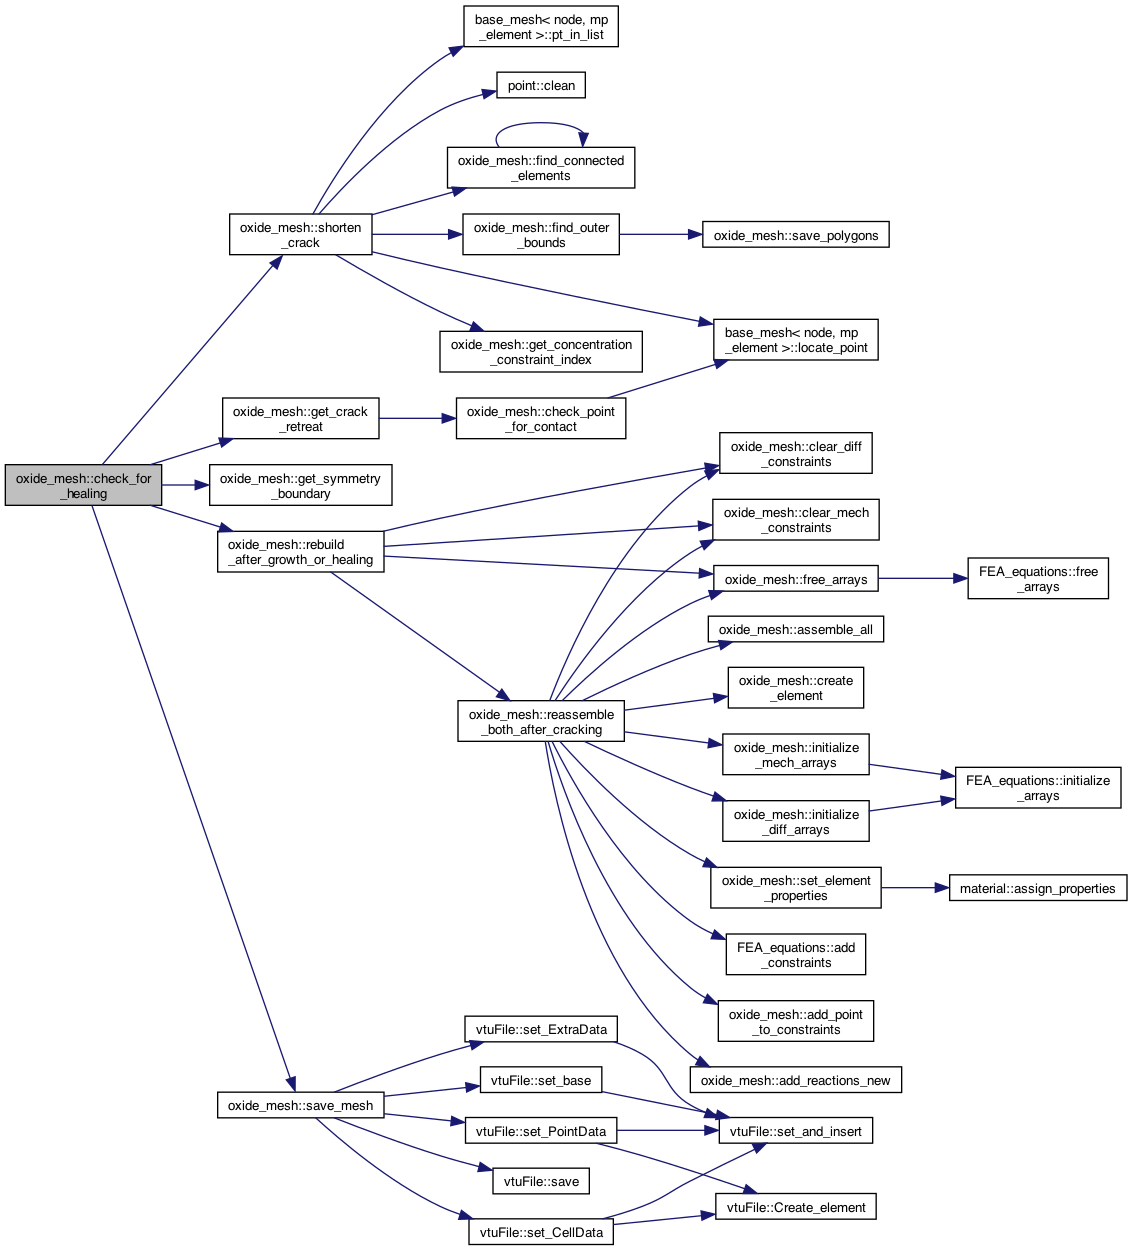 base_mesh< node, mp
_element >::pt_in_list
point::clean
oxide_mesh::find_connected
_elements
oxide_mesh::shorten
_crack
oxide_mesh::find_outer
_bounds
oxide_mesh::save_polygons
oxide_mesh::get_concentration
_constraint_index
base_mesh< node, mp
_element >::locate_point
oxide_mesh::get_crack
_retreat
oxide_mesh::check_point
_for_contact
oxide_mesh::clear_diff
_constraints
oxide_mesh::check_for
_healing
oxide_mesh::get_symmetry
_boundary
oxide_mesh::clear_mech
_constraints
oxide_mesh::rebuild
_after_growth_or_healing
oxide_mesh::free_arrays
FEA_equations::free
_arrays
oxide_mesh::assemble_all
oxide_mesh::create
_element
oxide_mesh::reassemble
_both_after_cracking
oxide_mesh::initialize
_mech_arrays
FEA_equations::initialize
_arrays
oxide_mesh::initialize
_diff_arrays
oxide_mesh::set_element
_properties
material::assign_properties
FEA_equations::add
_constraints
oxide_mesh::add_point
_to_constraints
vtuFile::set_ExtraData
vtuFile::set_base
oxide_mesh::add_reactions_new
oxide_mesh::save_mesh
vtuFile::set_PointData
vtuFile::set_and_insert
vtuFile::save
vtuFile::Create_element
vtuFile::set_CellData